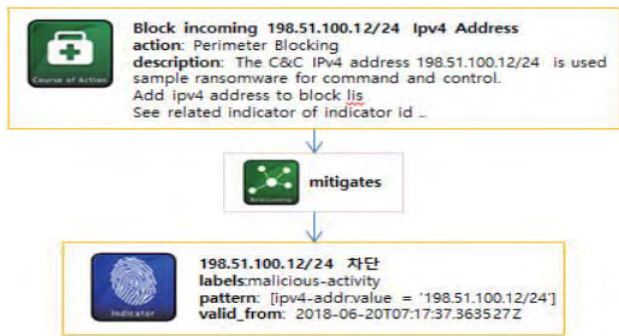 Block incoming 198.51.100.12/24 Ipv4 Address
action: Perimeter Blocking
description: The C&C IPv4 address 198.51.100.12/24 is used
sample ransomware for command and control.
Add ipv4 address to block lis
See related indicator of indicator id ..
Course of Action
mitigates
Relationship
198.51.100.12/24 차단
labels:malicious-activity
pattern: [ipv4-addr:value = '198.51.100.12/24']
valid_from: 2018-06-20T07:17:37.363527Z
Indicator